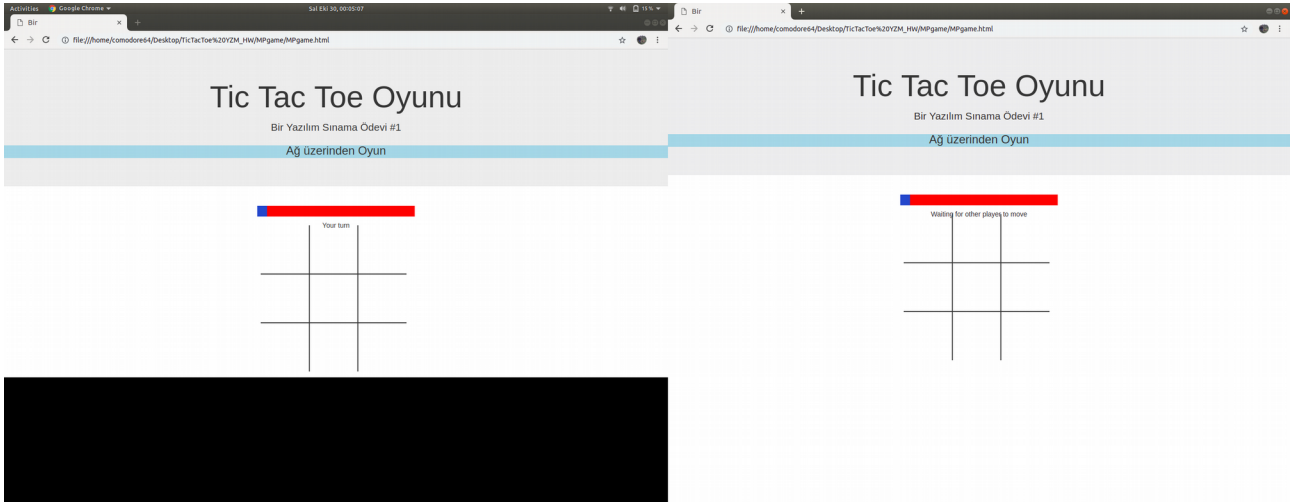 Activities Google Chrome Sal Eki 30, 00:05:07 15 %
Bir
file:///home/comodore64/Desktop/TicTacToe%20YZM_HW/MPgame/MPgame.html
Tic Tac Toe Oyunu
Bir Yazılım Sınama Ödevi #1
Ağ üzerinden Oyun
Your turn
Bir
file:///home/comodore64/Desktop/TicTacToe%20YZM_HW/MPgame/MPgame.html
Tic Tac Toe Oyunu
Bir Yazılım Sınama Ödevi #1
Ağ üzerinden Oyun
Waiting for other player to move